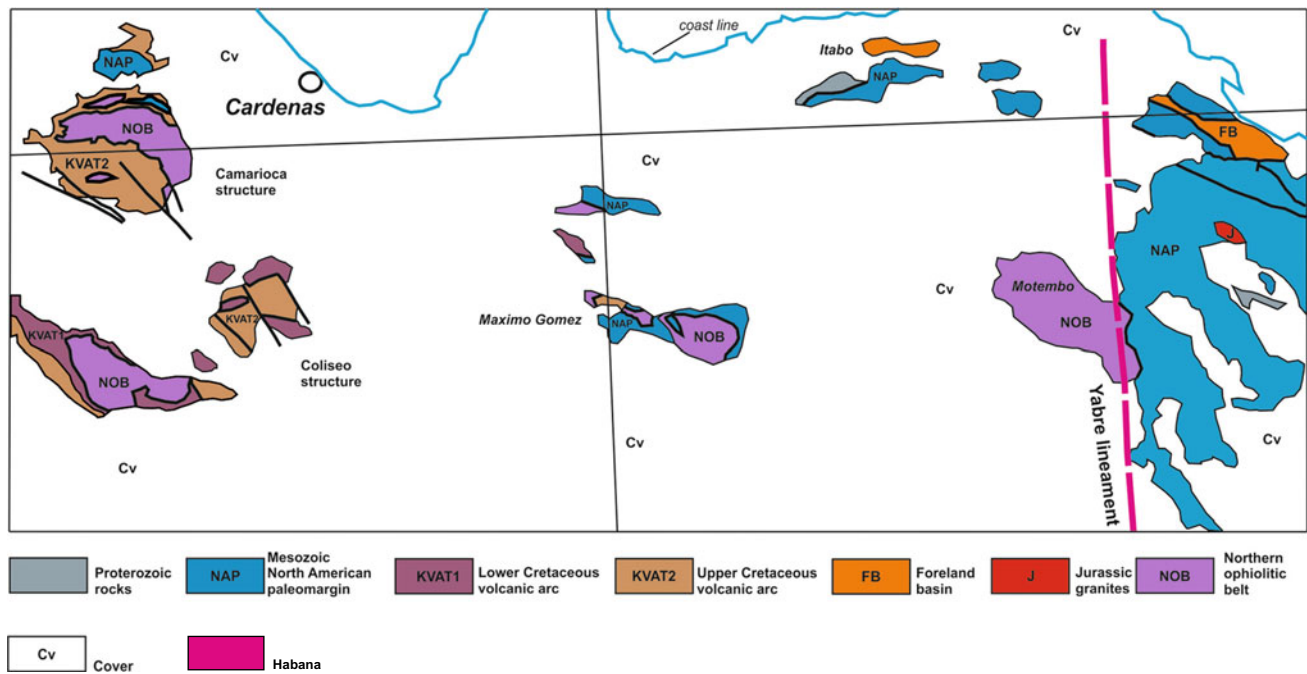 coast line
Cv
Itabo
Cv
NAP
NAP
Cardenas
NOB
FB
KVAT2
Cv
Camarioca
structure
NAP
J
NAP
Cv
Motembo
KVAT1
KVAT2
Maximo Gomez
NAP
NOB
NOB
NOB
Coliseo
structure
Yabre lineament
Cv
Cv
Cv
Proterozoic
rocks
NAP
Mesozoic
North American
paleomargin
KVAT1
Lower Cretaceous
volcanic arc
KVAT2
Upper Cretaceous
volcanic arc
FB
Foreland
basin
J
Jurassic
granites
NOB
Northern
ophiolitic
belt
Cv
Cover
Habana